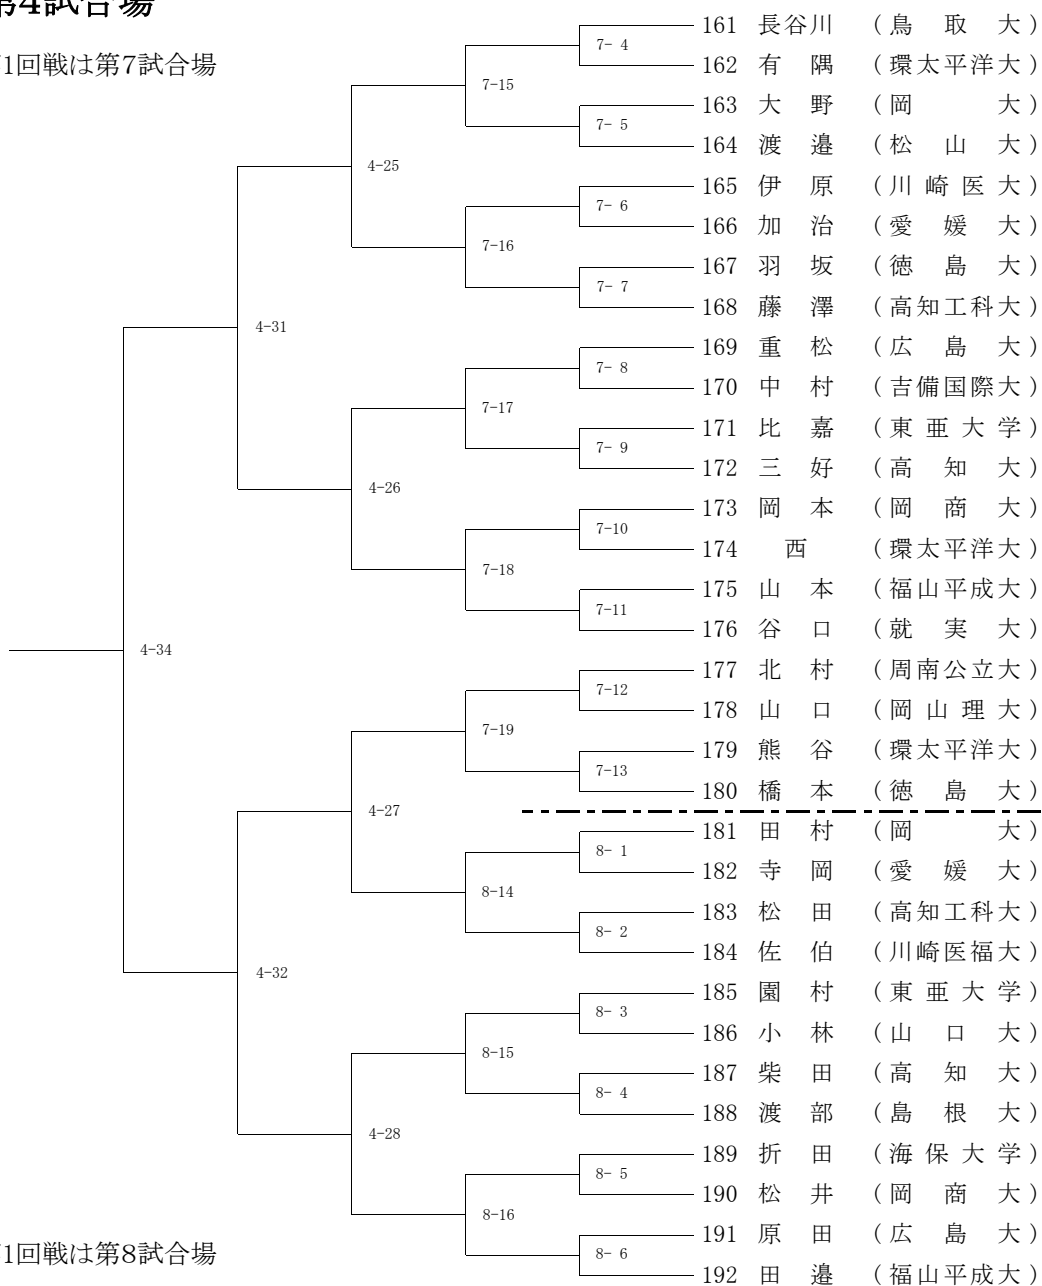 第4試合場
1回戦は第7試合場
161 長谷川 (鳥取大)
7- 4
162 有隅 (環太平洋大)
7-15
163 大野 (岡大)
7- 5
164 渡邉 (松山大)
4-25
165 伊原 (川崎医大)
7- 6
166 加治 (愛媛大)
7-16
167 羽坂 (徳島大)
7- 7
168 藤澤 (高知工科大)
4-31
169 重松 (広島大)
7- 8
170 中村 (吉備国際大)
7-17
171 比嘉 (東亜大学)
7- 9
172 三好 (高知大)
4-26
173 岡本 (岡商大)
7-10
174 西 (環太平洋大)
7-18
175 山本 (福山平成大)
7-11
176 谷口 (就実大)
4-34
177 北村 (周南公立大)
7-12
178 山口 (岡山理大)
7-19
179 熊谷 (環太平洋大)
7-13
180 橋本 (徳島大)
4-27
181 田村 (岡大)
8- 1
182 寺岡 (愛媛大)
8-14
183 松田 (高知工科大)
8- 2
184 佐伯 (川崎医福大)
4-32
185 園村 (東亜大学)
8- 3
186 小林 (山口大)
8-15
187 柴田 (高知大)
8- 4
188 渡部 (島根大)
4-28
189 折田 (海保大学)
8- 5
190 松井 (岡商大)
8-16
191 原田 (広島大)
8- 6
192 田邉 (福山平成大)
1回戦は第8試合場